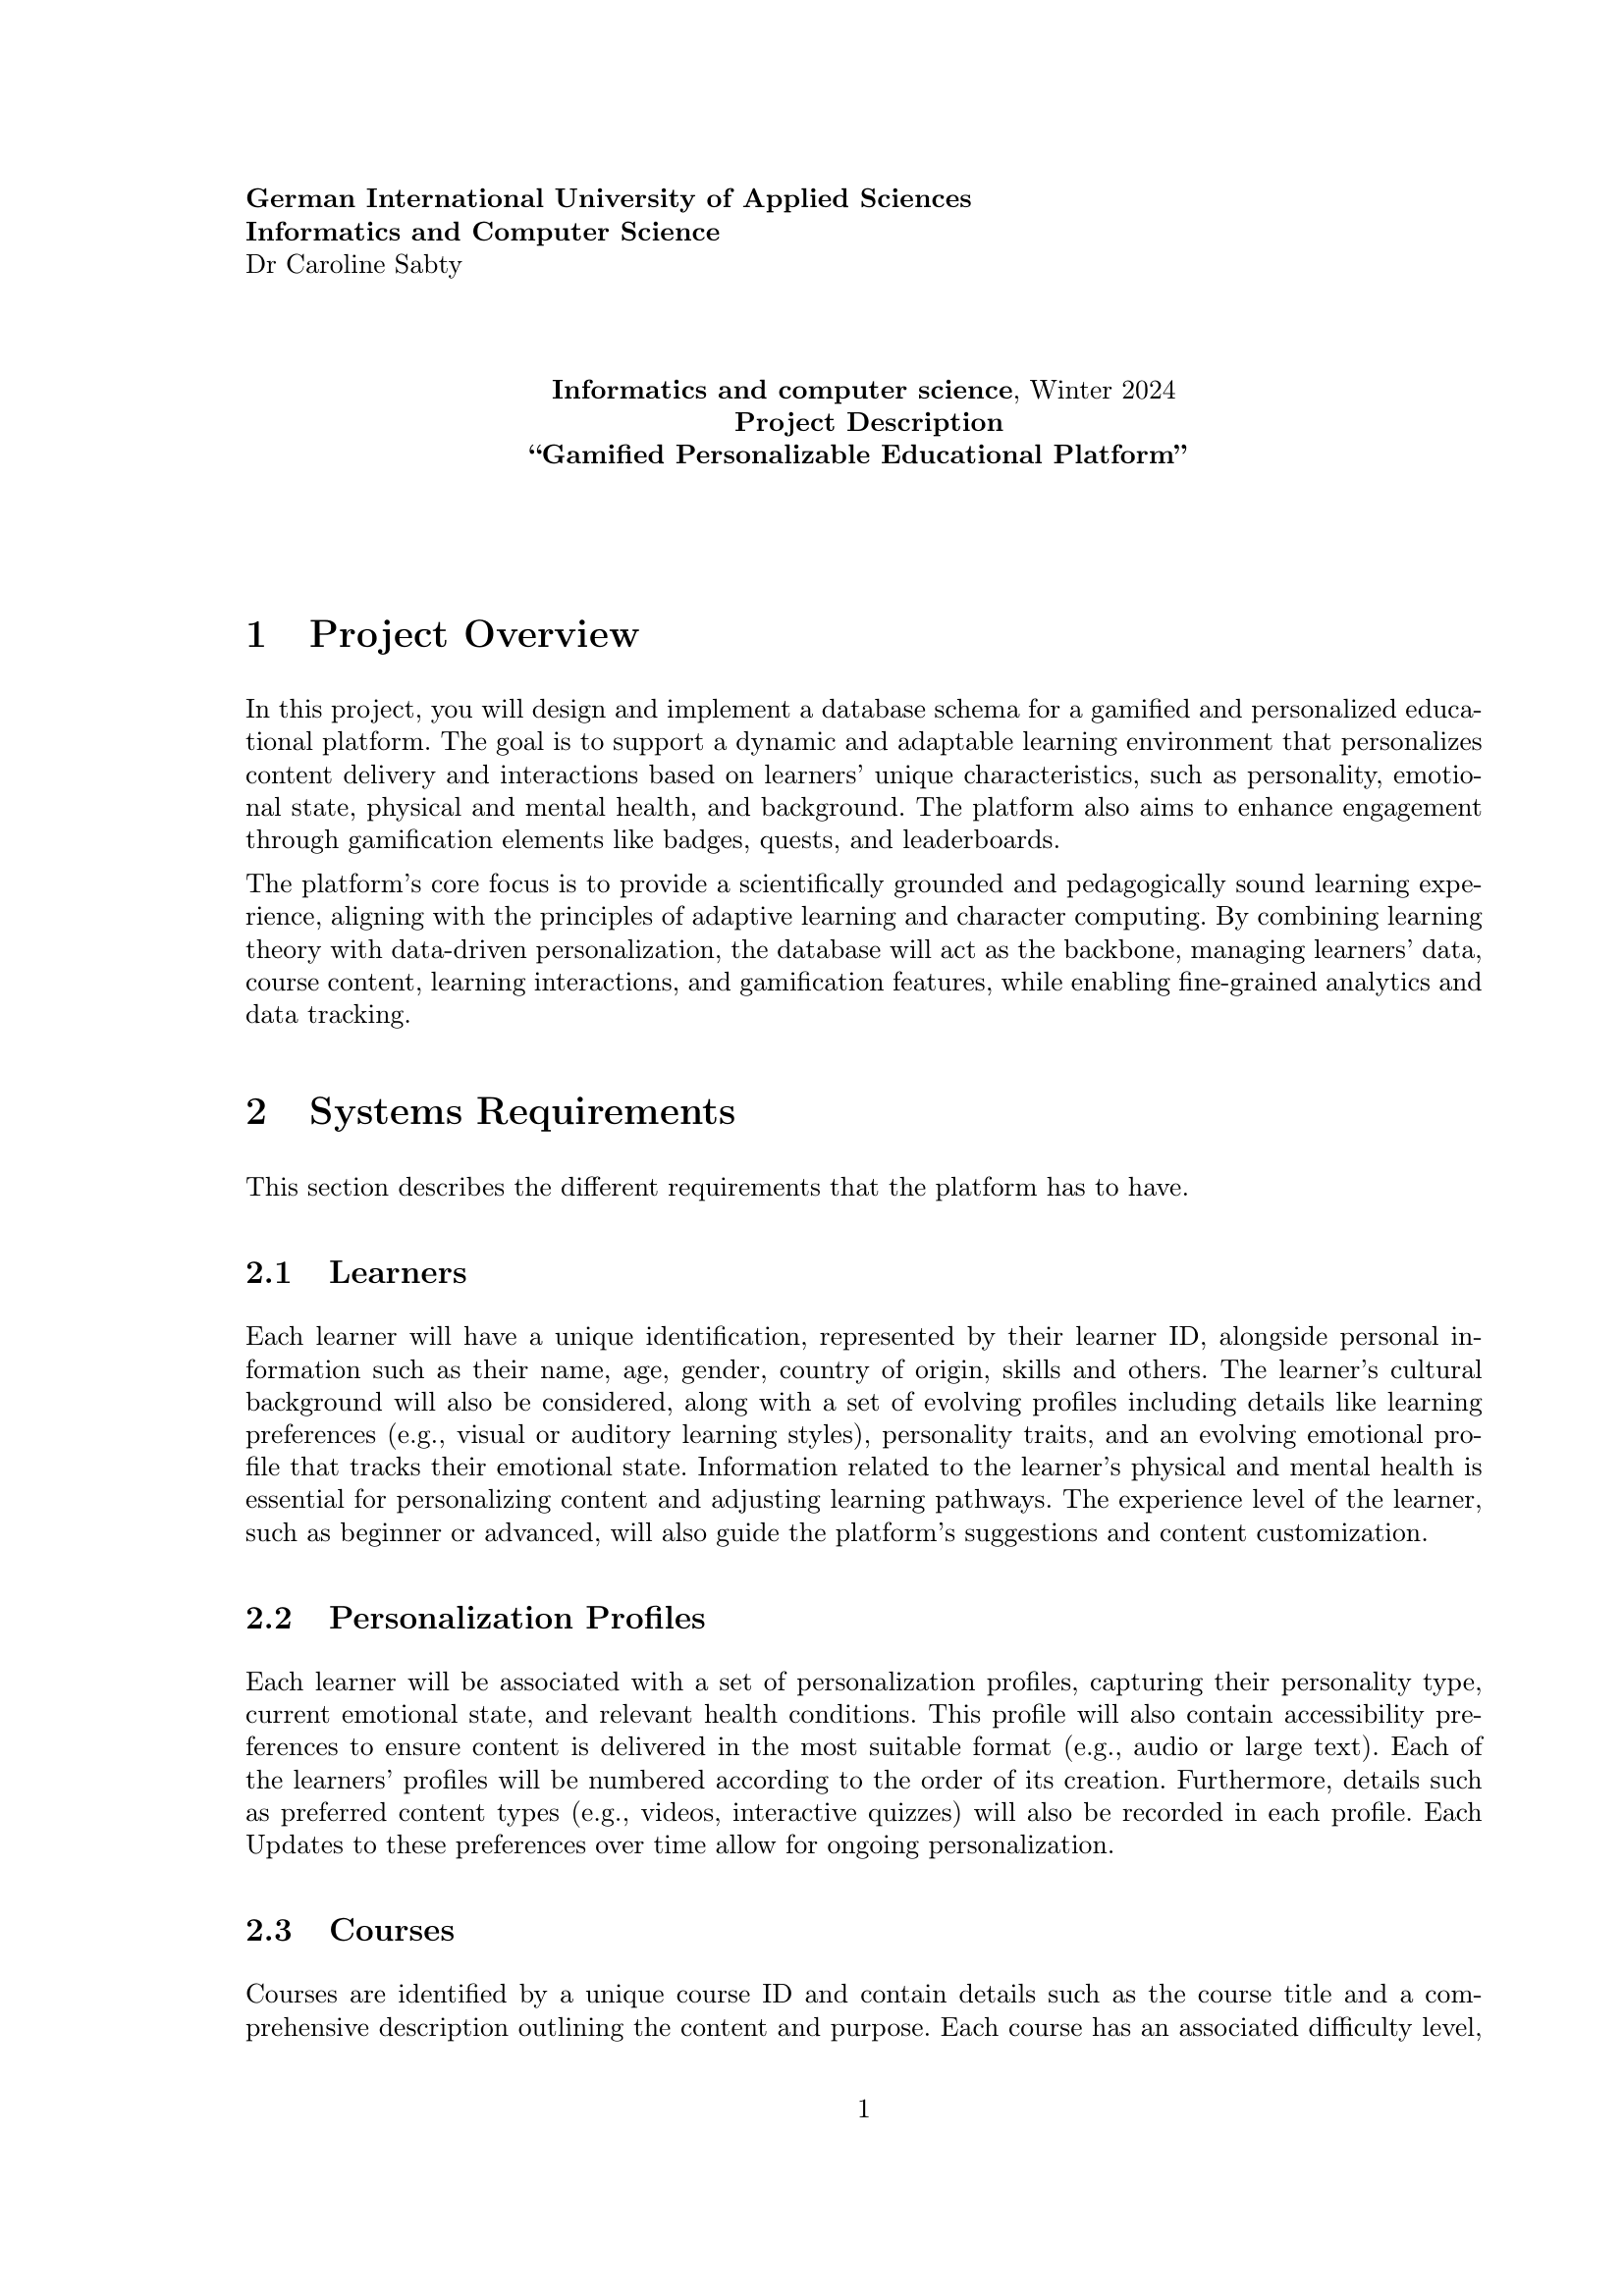 German International University of Applied Sciences
Informatics and Computer Science
Dr Caroline Sabty
Informatics and computer science, Winter 2024
Project Description
“Gamified Personalizable Educational Platform”
1 Project Overview
In this project, you will design and implement a database schema for a gamified and personalized educa-
tional platform. The goal is to support a dynamic and adaptable learning environment that personalizes
content delivery and interactions based on learners’ unique characteristics, such as personality, emotio-
nal state, physical and mental health, and background. The platform also aims to enhance engagement
through gamification elements like badges, quests, and leaderboards.
The platform’s core focus is to provide a scientifically grounded and pedagogically sound learning expe-
rience, aligning with the principles of adaptive learning and character computing. By combining learning
theory with data-driven personalization, the database will act as the backbone, managing learners’ data,
course content, learning interactions, and gamification features, while enabling fine-grained analytics and
data tracking.
2 Systems Requirements
This section describes the different requirements that the platform has to have.
2.1 Learners
Each learner will have a unique identification, represented by their learner ID, alongside personal in-
formation such as their name, age, gender, country of origin, skills and others. The learner’s cultural
background will also be considered, along with a set of evolving profiles including details like learning
preferences (e.g., visual or auditory learning styles), personality traits, and an evolving emotional pro-
file that tracks their emotional state. Information related to the learner’s physical and mental health is
essential for personalizing content and adjusting learning pathways. The experience level of the learner,
such as beginner or advanced, will also guide the platform’s suggestions and content customization.
2.2 Personalization Profiles
Each learner will be associated with a set of personalization profiles, capturing their personality type,
current emotional state, and relevant health conditions. This profile will also contain accessibility pre-
ferences to ensure content is delivered in the most suitable format (e.g., audio or large text). Each of
the learners’ profiles will be numbered according to the order of its creation. Furthermore, details such
as preferred content types (e.g., videos, interactive quizzes) will also be recorded in each profile. Each
Updates to these preferences over time allow for ongoing personalization.
2.3 Courses
Courses are identified by a unique course ID and contain details such as the course title and a com-
prehensive description outlining the content and purpose. Each course has an associated difficulty level,
1